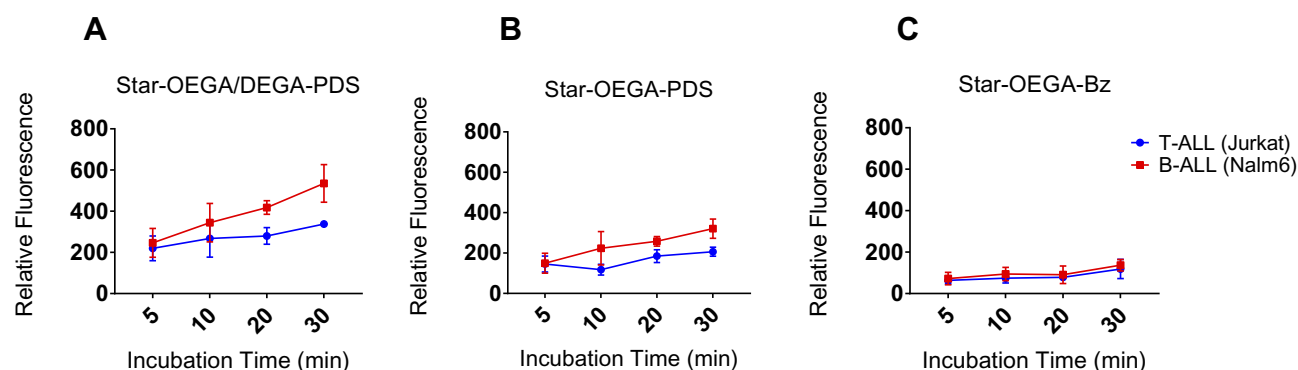 A
Star-OEGA/DEGA-PDS
Relative Fluorescence
800
600
400
200
0
5
10
20
30
Incubation Time (min)
B
Star-OEGA-PDS
Relative Fluorescence
800
600
400
200
0
5
10
20
30
Incubation Time (min)
C
Star-OEGA-Bz
Relative Fluorescence
800
600
400
200
0
5
10
20
30
Incubation Time (min)
T-ALL (Jurkat)
B-ALL (Nalm6)